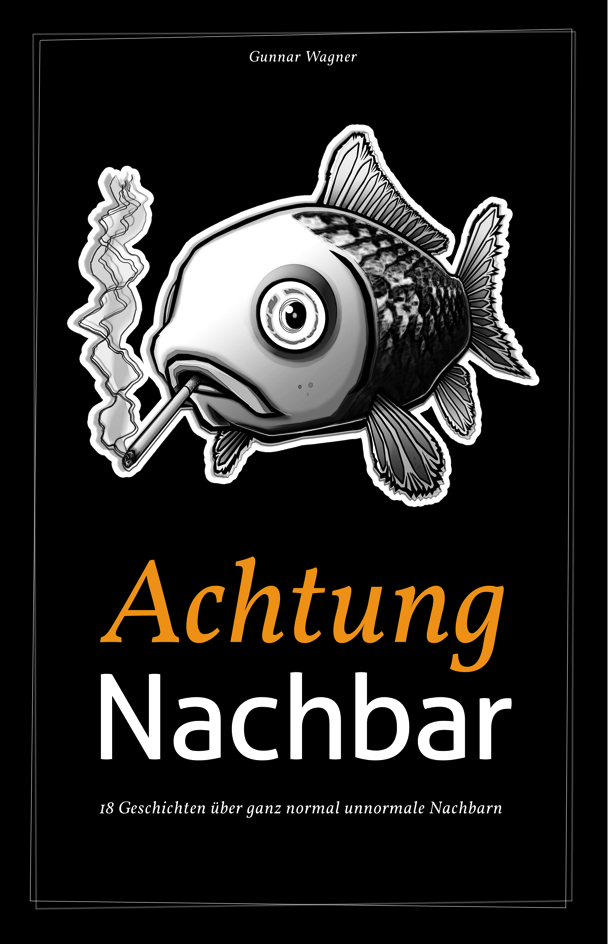 Gunnar Wagner
Achtung
Nachbar
18 Geschichten über ganz normal unnormale Nachbarn